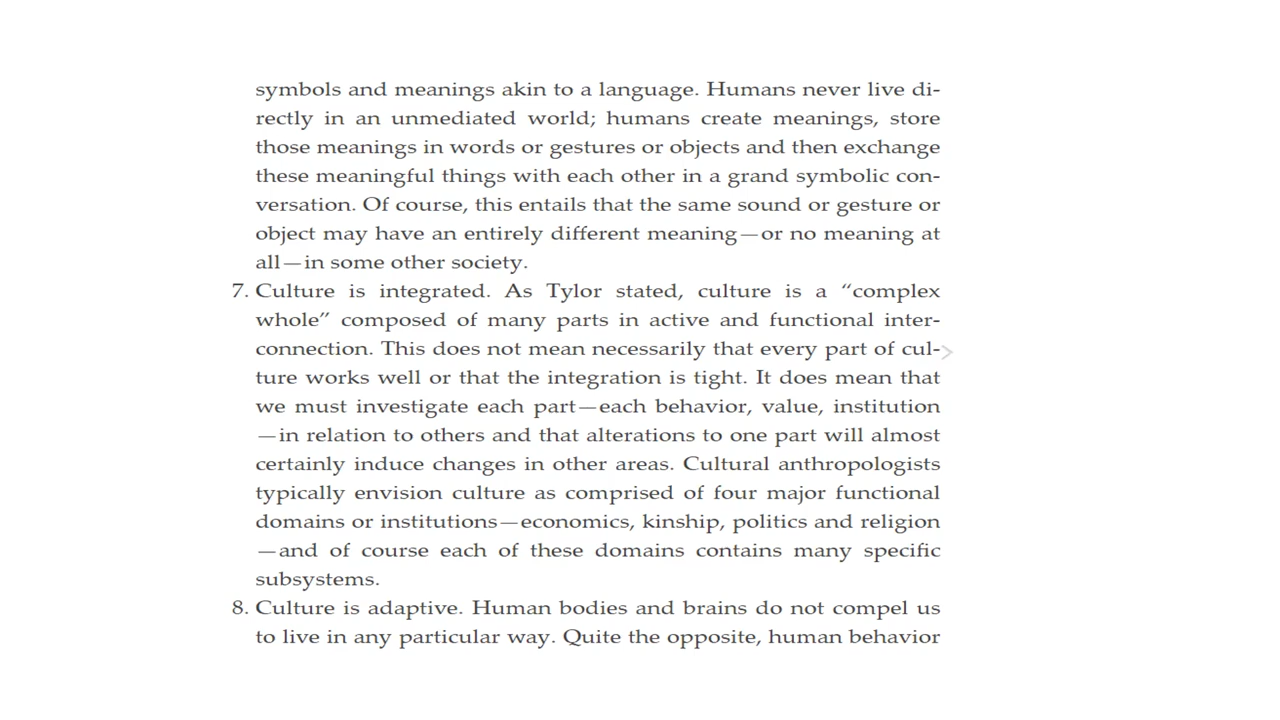 symbols and meanings akin to a language. Humans never live di-
rectly in an unmediated world; humans create meanings, store
those meanings in words or gestures or objects and then exchange
these meaningful things with each other in a grand symbolic con-
versation. Of course, this entails that the same sound or gesture or
object may have an entirely different meaning—or no meaning at
all—in some other society.
7. Culture is integrated. As Tylor stated, culture is a “complex
whole” composed of many parts in active and functional inter-
connection. This does not mean necessarily that every part of cul-
ture works well or that the integration is tight. It does mean that
we must investigate each part—each behavior, value, institution
—in relation to others and that alterations to one part will almost
certainly induce changes in other areas. Cultural anthropologists
typically envision culture as comprised of four major functional
domains or institutions—economics, kinship, politics and religion
—and of course each of these domains contains many specific
subsystems.
8. Culture is adaptive. Human bodies and brains do not compel us
to live in any particular way. Quite the opposite, human behavior